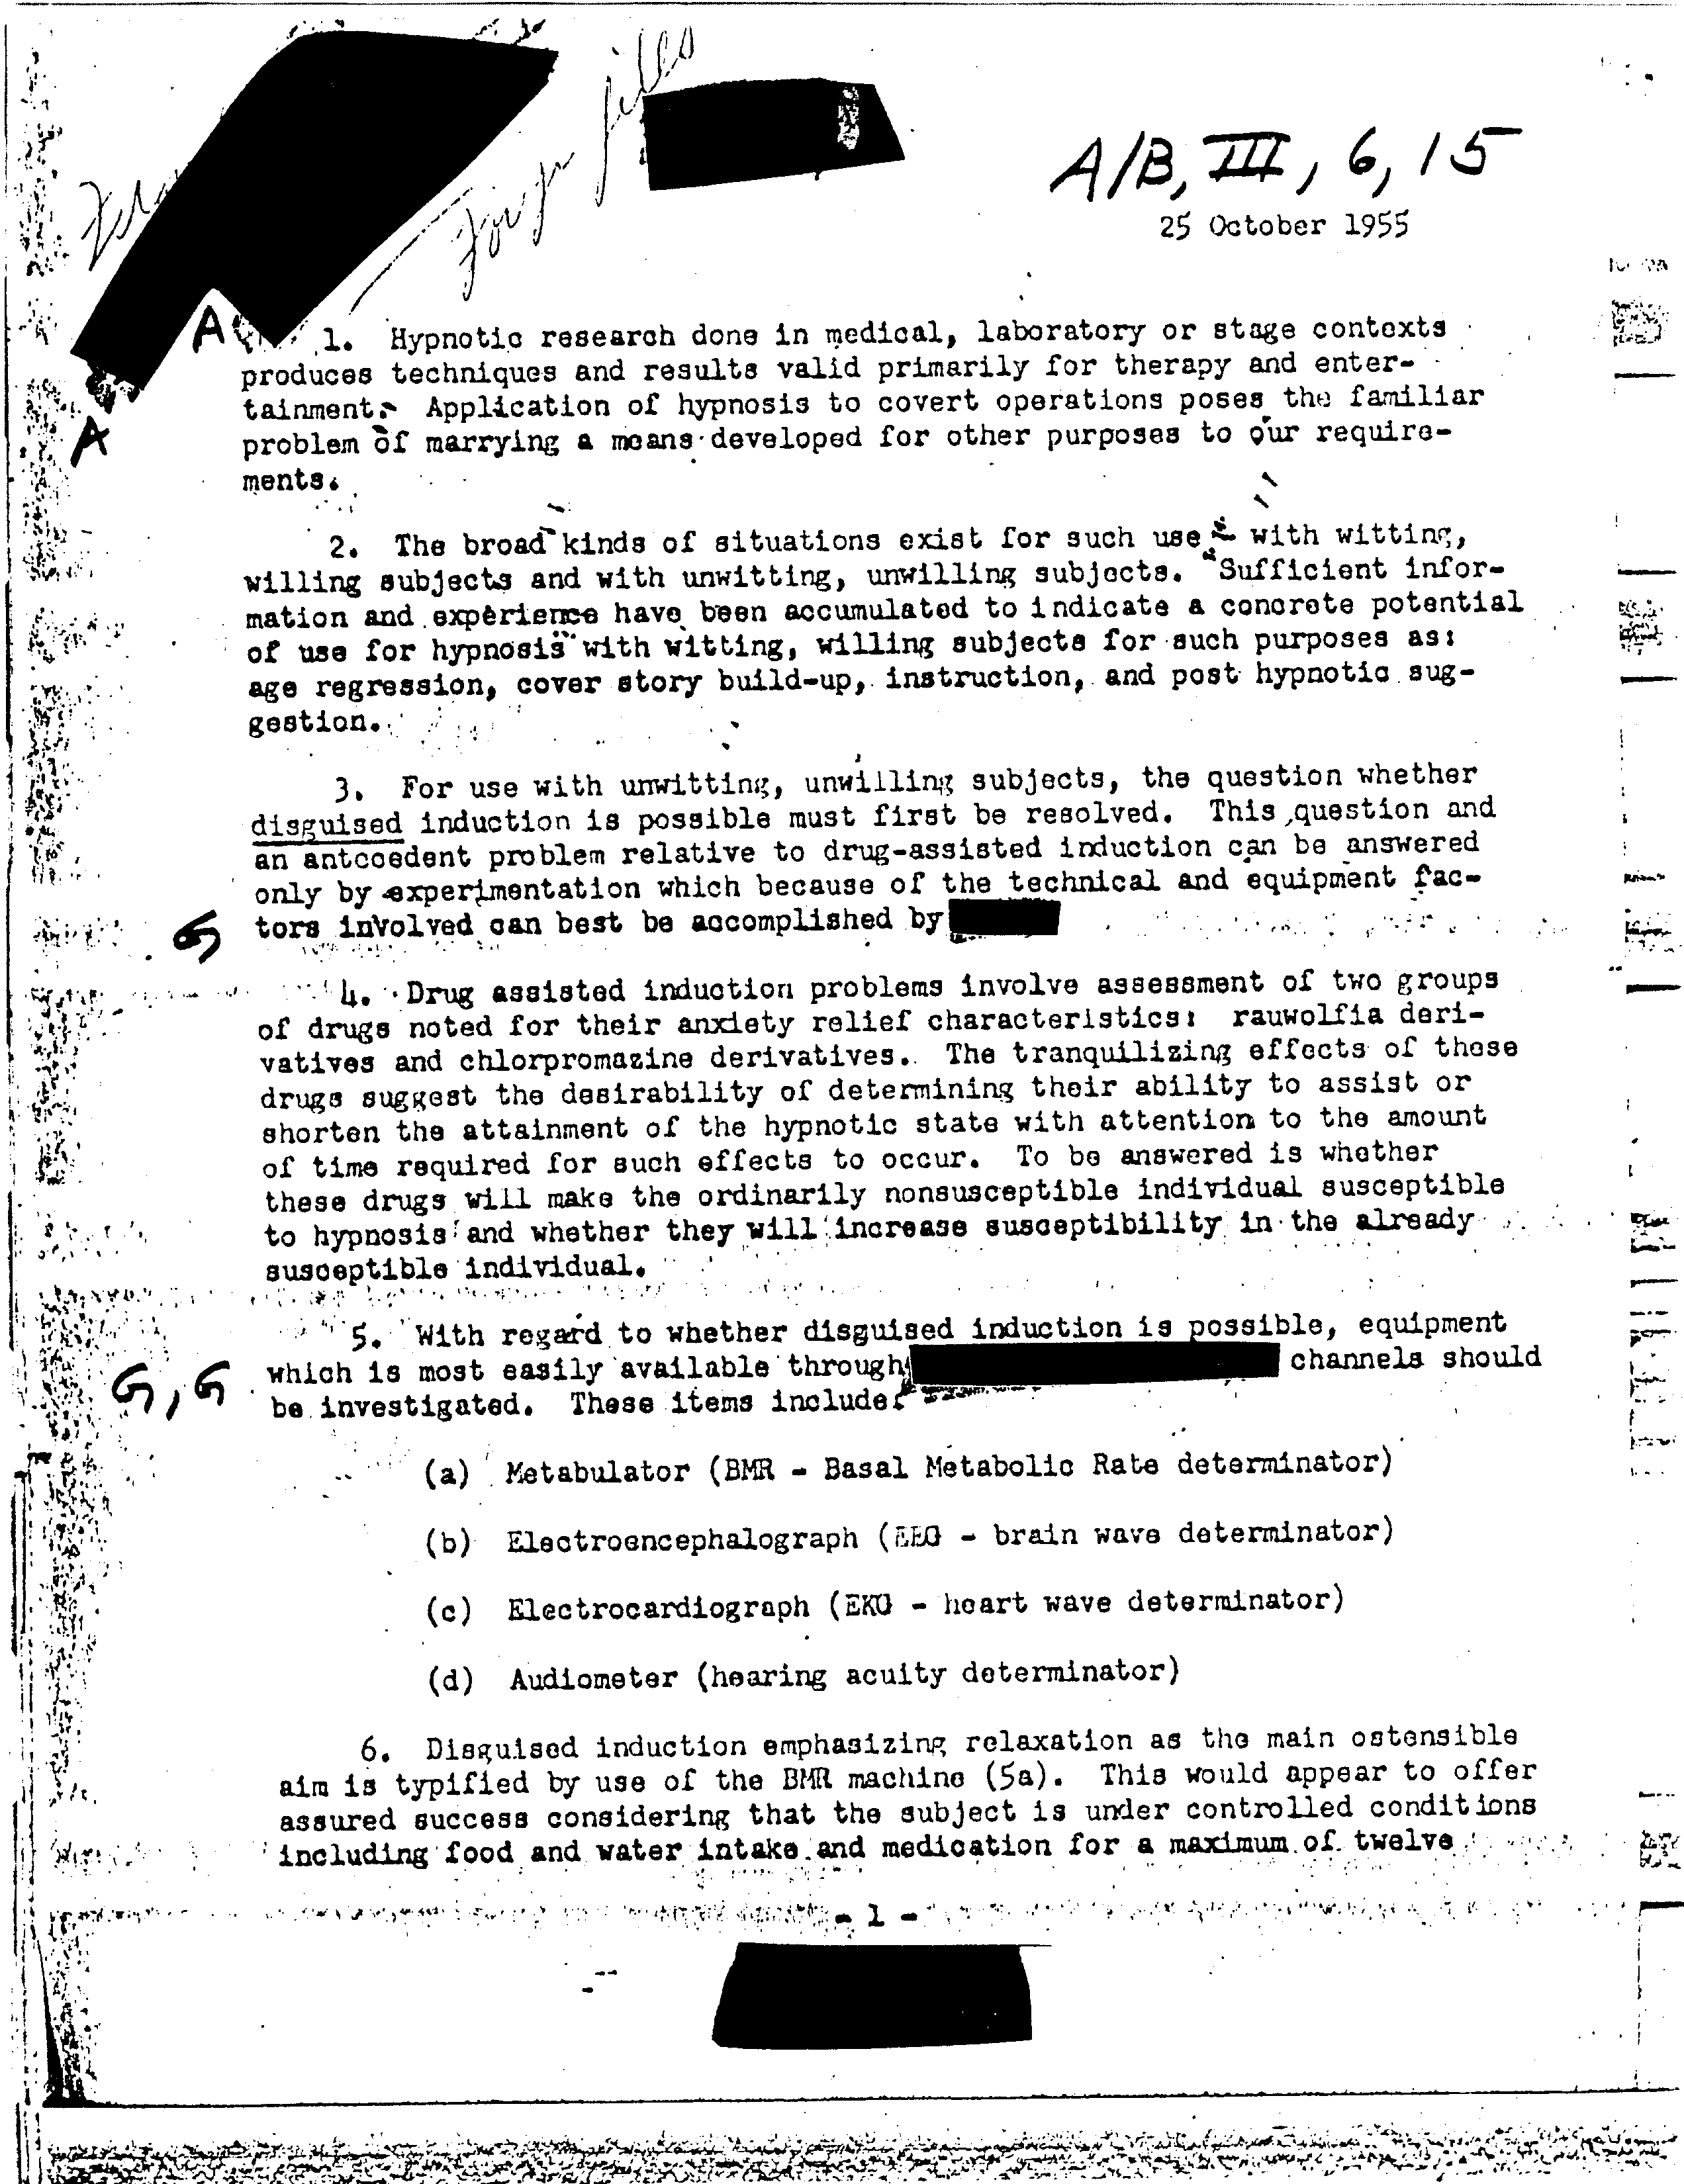 files
A/B, III, 6, 15
25 October 1955
A
1. Hypnotic research done in medical, laboratory or stage contexts
produces techniques and results valid primarily for therapy and enter-
tainment. Application of hypnosis to covert operations poses the familiar
A
problem of marrying a means developed for other purposes to our require-
ments.
2. The broad kinds of situations exist for such use - with witting,
willing subjects and with unwitting, unwilling subjects. Sufficient infor-
mation and experience have been accumulated to indicate a concrete potential
of use for hypnosis with witting, willing subjects for such purposes as:
age regression, cover story build-up, instruction, and post hypnotic sug-
gestion.
3. For use with unwitting, unwilling subjects, the question whether
disguised induction is possible must first be resolved. This question and
an antecedent problem relative to drug-assisted induction can be answered
only by experimentation which because of the technical and equipment fac-
G tors involved can best be accomplished by
4. Drug assisted induction problems involve assessment of two groups
of drugs noted for their anxiety relief characteristics: rauwolfia deri-
vatives and chlorpromazine derivatives. The tranquilizing effects of these
drugs suggest the desirability of determining their ability to assist or
shorten the attainment of the hypnotic state with attention to the amount
of time required for such effects to occur. To be answered is whether
these drugs will make the ordinarily nonsusceptible individual susceptible
to hypnosis and whether they will increase susceptibility in the already
susceptible individual.
5. With regard to whether disguised induction is possible, equipment
G, G which is most easily available through channels should
be investigated. These items include:
(a) Metabulator (BMR - Basal Metabolic Rate determinator)
(b) Electroencephalograph (EEG - brain wave determinator)
(c) Electrocardiograph (EKG - heart wave determinator)
(d) Audiometer (hearing acuity determinator)
6. Disguised induction emphasizing relaxation as the main ostensible
aim is typified by use of the BMR machine (5a). This would appear to offer
assured success considering that the subject is under controlled conditions
including food and water intake and medication for a maximum of twelve
- 1 -